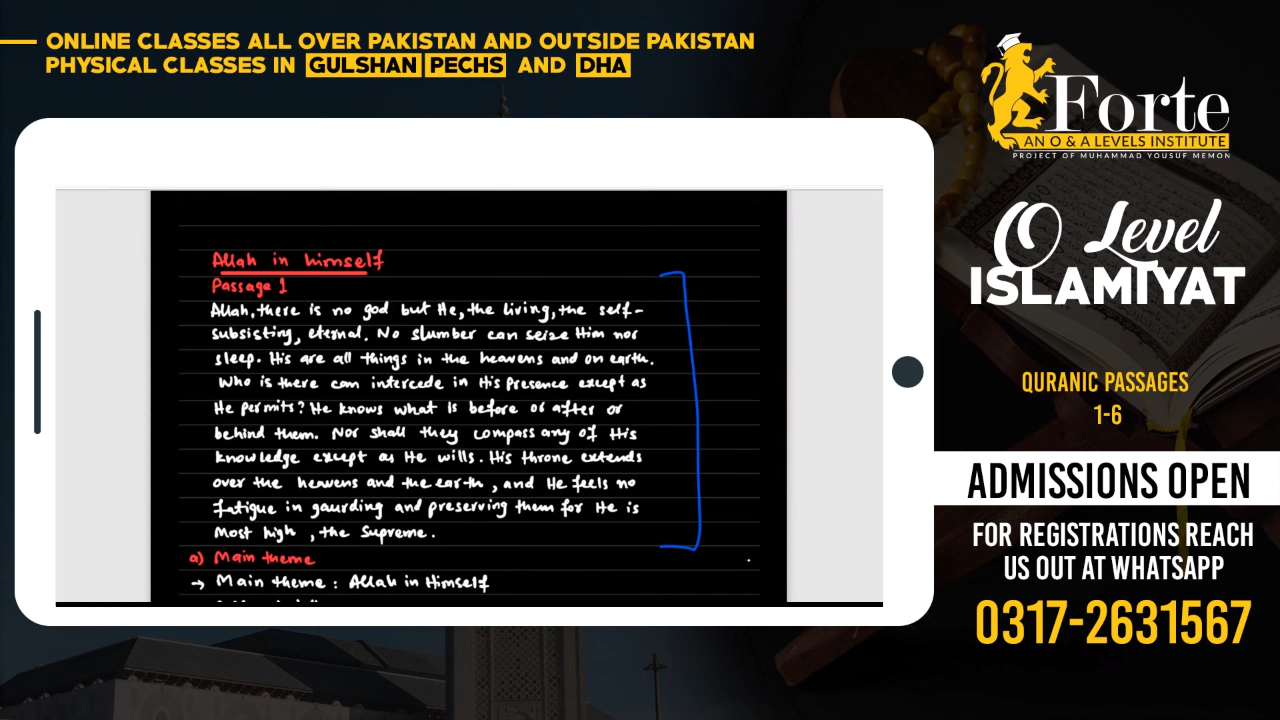 ONLINE CLASSES ALL OVER PAKISTAN AND OUTSIDE PAKISTAN
PHYSICAL CLASSES IN GULSHAN PECHS AND DHA
Allah in himself
Passage 1
Allah, there is no god but He, the living, the self-
subsisting, eternal. No slumber can seize Him nor
sleep. His are all things in the heavens and on earth.
Who is there can intercede in His Presence except as
He permits? He knows what is before or after or
behind them. Nor shall they compass any of His
knowledge except as He wills. His throne extends
over the heavens and the earth, and He feels no
fatigue in gaurding and preserving them for He is
Most high, the Supreme.
a) Main theme
→ Main theme: Allah in Himself
Forte
AN O & A LEVELS INSTITUTE
PROJECT OF MUHAMMAD YOUSUF MEMON
O Level
ISLAMIYAT
QURANIC PASSAGES
1-6
ADMISSIONS OPEN
FOR REGISTRATIONS REACH
US OUT AT WHATSAPP
0317-2631567